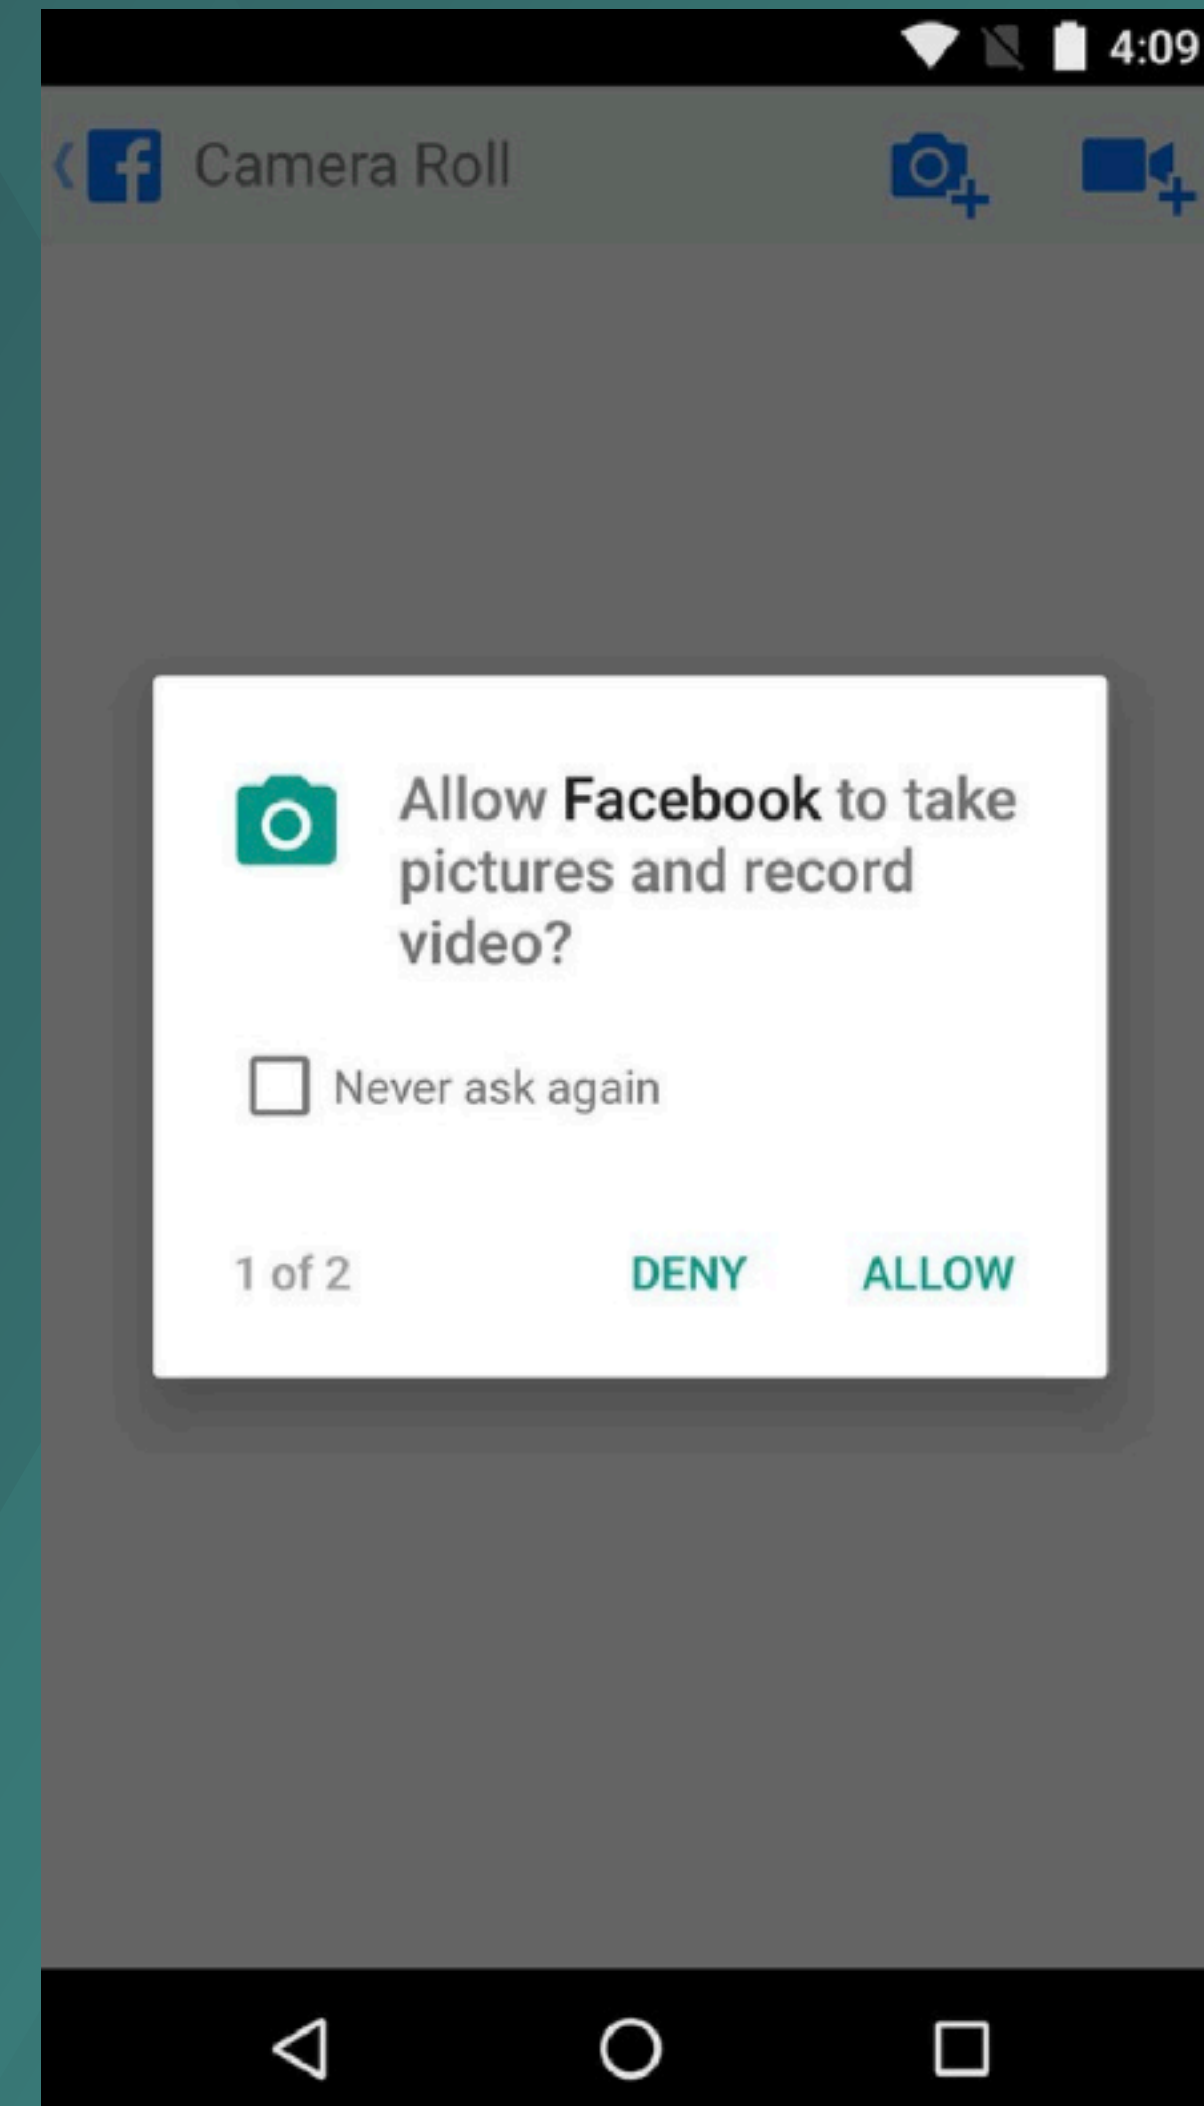 4:09
Camera Roll
Allow Facebook to take
pictures and record
video?
Never ask again
1 of 2 DENY ALLOW